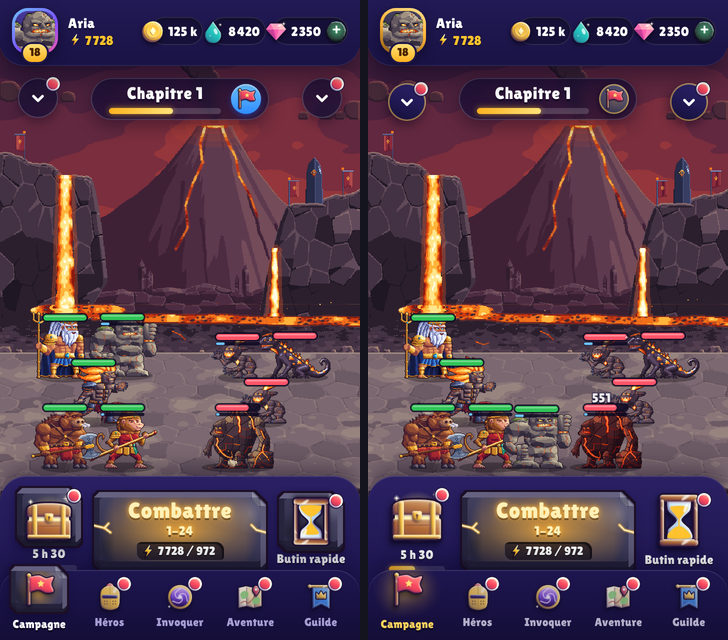 Aria
7728
18
125 k
8420
2350
Chapitre 1
Combattre
1-24
7728 / 972
5 h 30
Butin rapide
Campagne
Héros
Invoquer
Aventure
Guilde
Aria
7728
18
125 k
8420
2350
Chapitre 1
551
Combattre
1-24
7728 / 972
5 h 30
Butin rapide
Campagne
Héros
Invoquer
Aventure
Guilde